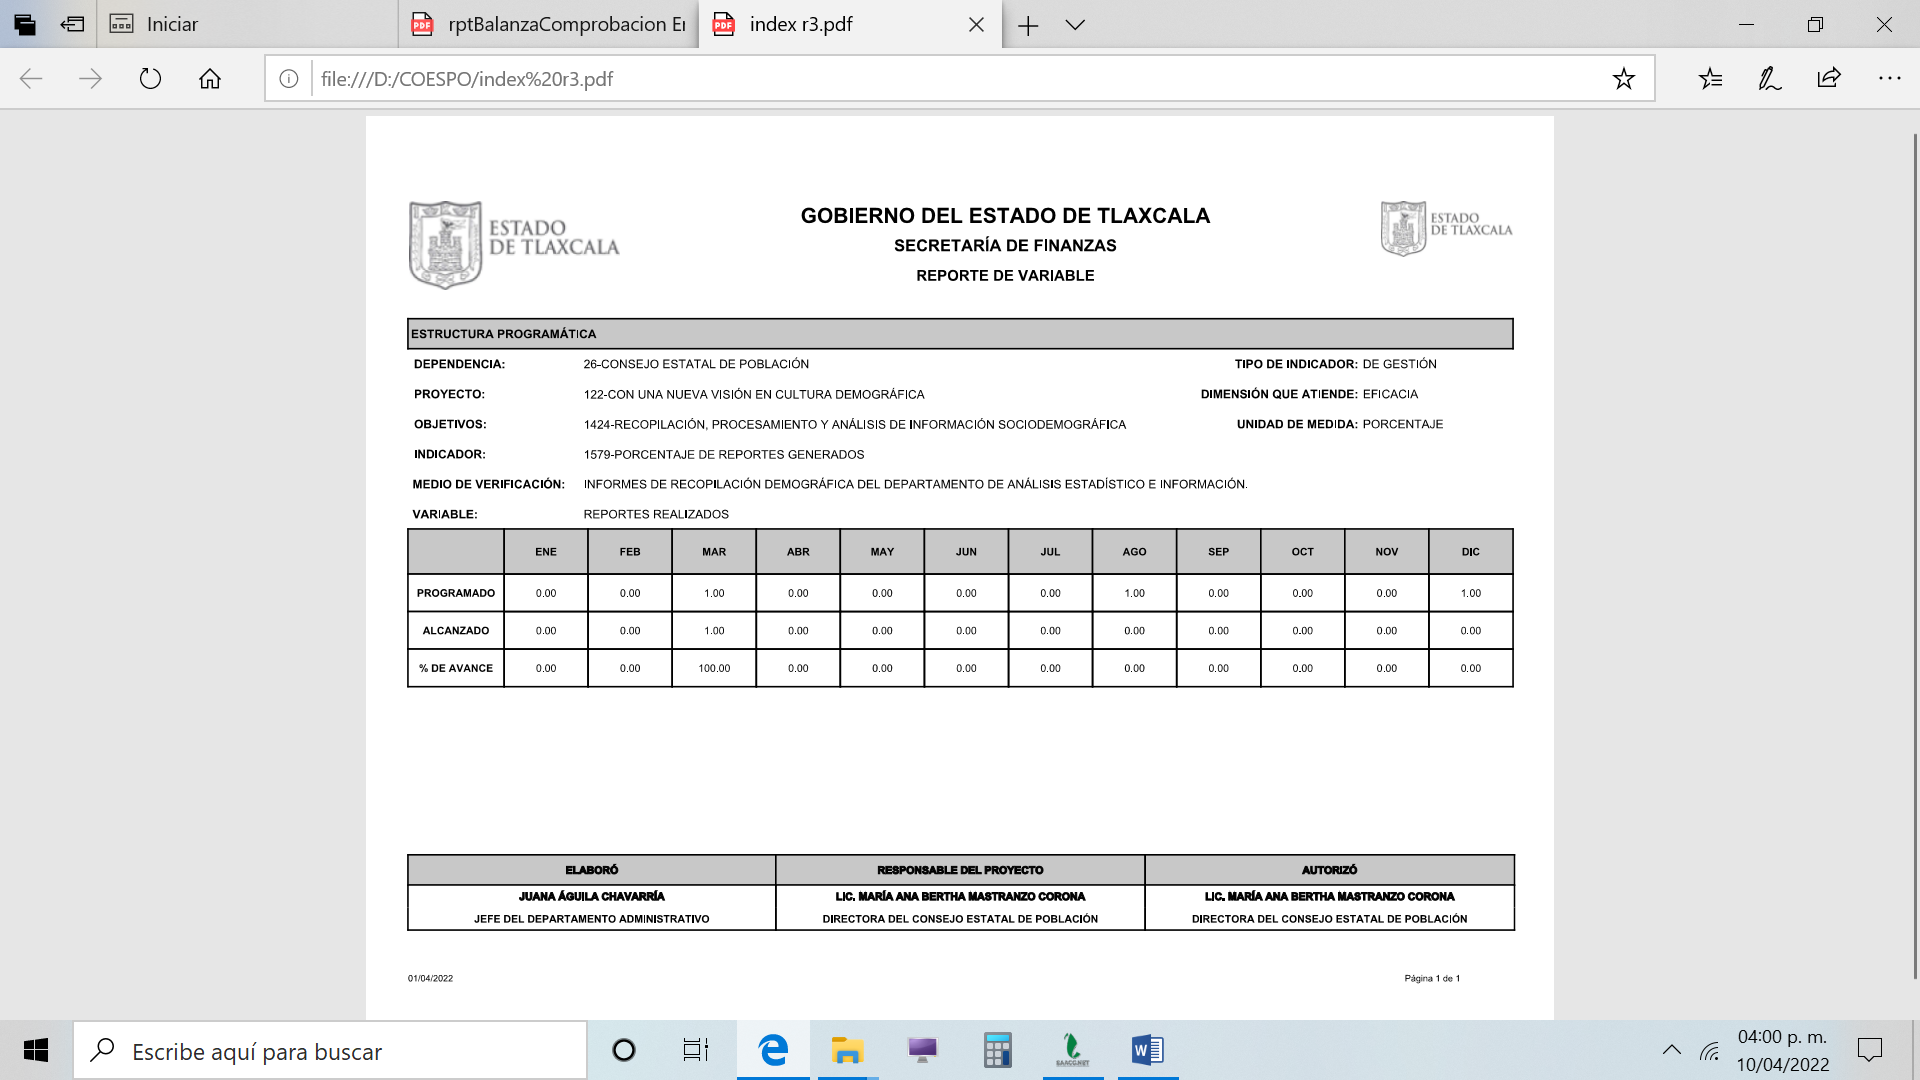 Iniciar
rptBalanzaComprobacion Er
index r3.pdf
file:///D:/COESPO/index%20r3.pdf
ESTADO
DE TLAXCALA
GOBIERNO DEL ESTADO DE TLAXCALA
SECRETARÍA DE FINANZAS
REPORTE DE VARIABLE
ESTADO
DE TLAXCALA
ESTRUCTURA PROGRAMÁTICA
DEPENDENCIA: 26-CONSEJO ESTATAL DE POBLACIÓN TIPO DE INDICADOR: DE GESTIÓN
PROYECTO: 122-CON UNA NUEVA VISIÓN EN CULTURA DEMOGRÁFICA DIMENSIÓN QUE ATIENDE: EFICACIA
OBJETIVOS: 1424-RECOPILACIÓN, PROCESAMIENTO Y ANÁLISIS DE INFORMACIÓN SOCIODEMOGRÁFICA UNIDAD DE MEDIDA: PORCENTAJE
INDICADOR: 1579-PORCENTAJE DE REPORTES GENERADOS
MEDIO DE VERIFICACIÓN: INFORMES DE RECOPILACIÓN DEMOGRÁFICA DEL DEPARTAMENTO DE ANÁLISIS ESTADÍSTICO E INFORMACIÓN.
VARIABLE: REPORTES REALIZADOS
ENE FEB MAR ABR MAY JUN JUL AGO SEP OCT NOV DIC
PROGRAMADO 0.00 0.00 1.00 0.00 0.00 0.00 0.00 1.00 0.00 0.00 0.00 1.00
ALCANZADO 0.00 0.00 1.00 0.00 0.00 0.00 0.00 0.00 0.00 0.00 0.00 0.00
% DE AVANCE 0.00 0.00 100.00 0.00 0.00 0.00 0.00 0.00 0.00 0.00 0.00 0.00
ELABORÓ RESPONSABLE DEL PROYECTO AUTORIZÓ
JUANA ÁGUILA CHAVARRÍA LIC. MARÍA ANA BERTHA MASTRANZO CORONA LIC. MARÍA ANA BERTHA MASTRANZO CORONA
JEFE DEL DEPARTAMENTO ADMINISTRATIVO DIRECTORA DEL CONSEJO ESTATAL DE POBLACIÓN DIRECTORA DEL CONSEJO ESTATAL DE POBLACIÓN
01/04/2022 Página 1 de 1
Escribe aquí para buscar
04:00 p. m.
10/04/2022